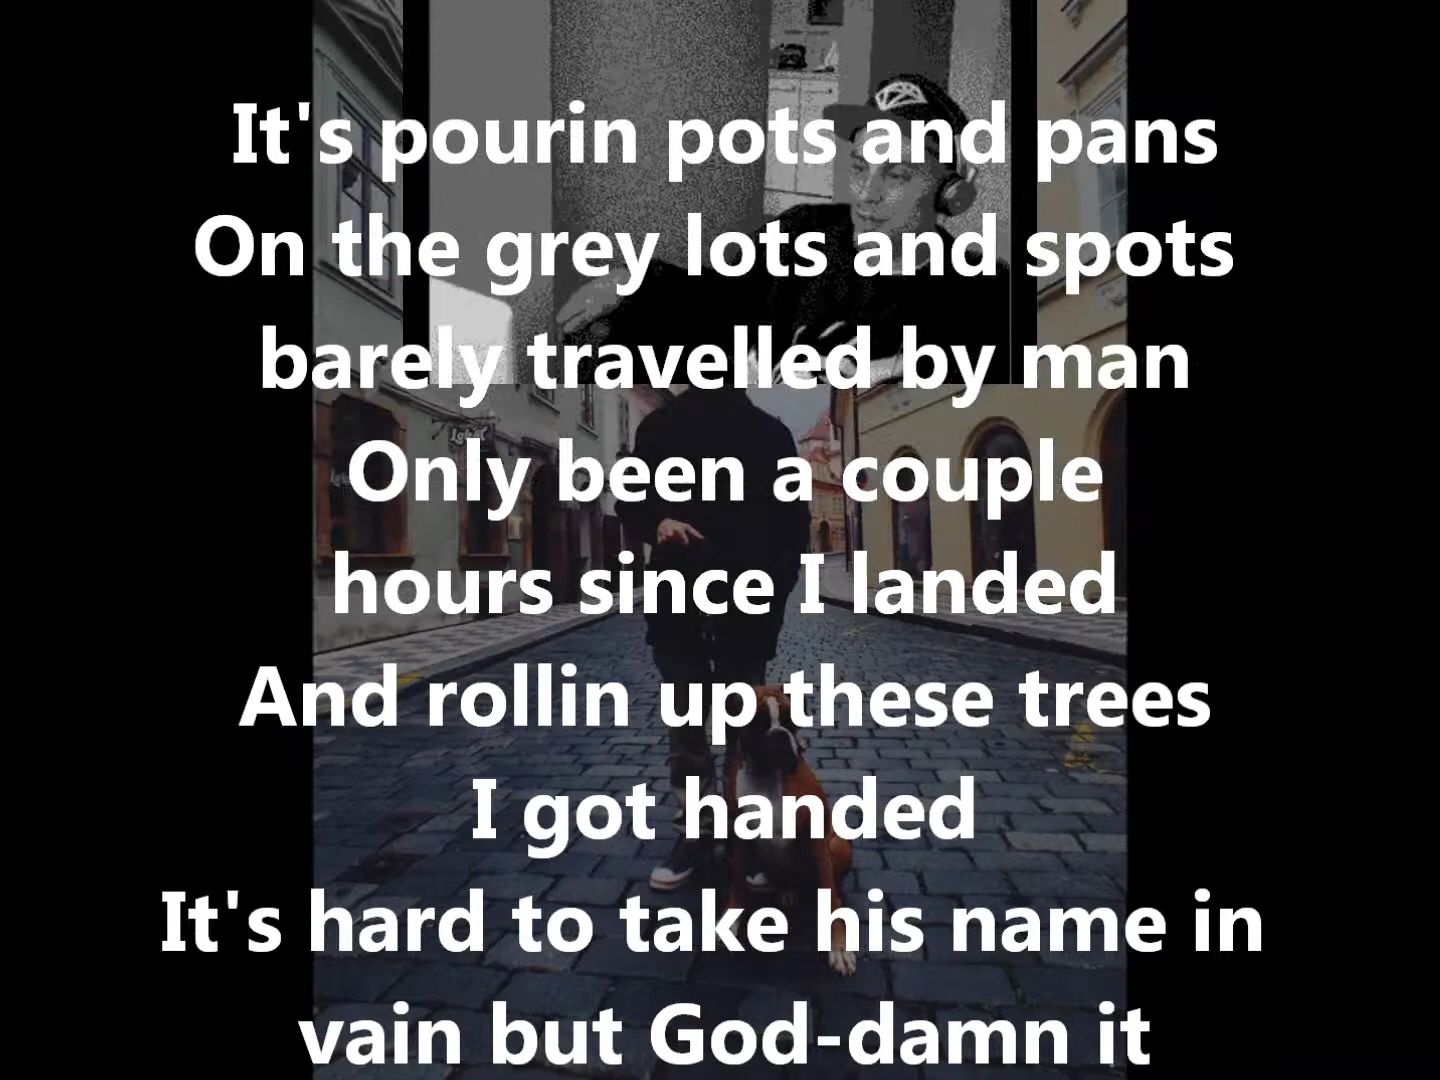 It's pourin pots and pans
On the grey lots and spots
barely travelled by man
Only been a couple
hours since I landed
And rollin up these trees
I got handed
It's hard to take his name in
vain but God-damn it